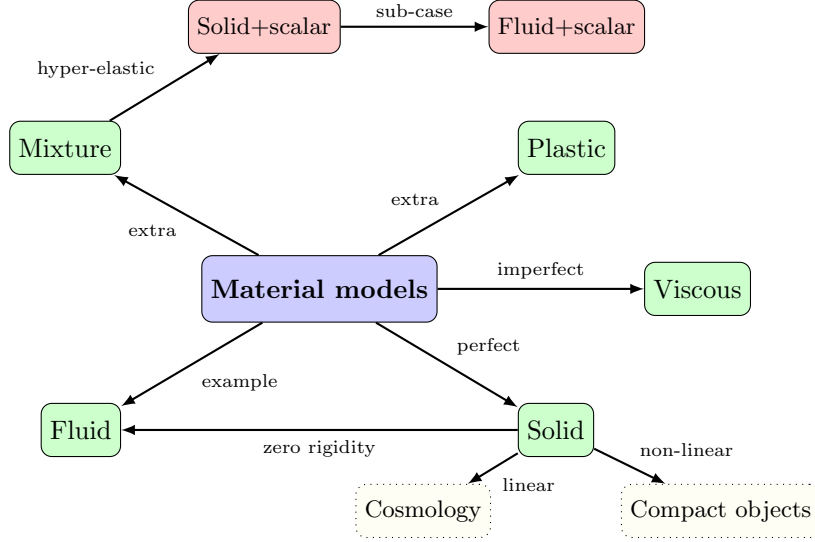 sub-case
Solid+scalar
Fluid+scalar
hyper-elastic
Mixture
Plastic
extra
extra
imperfect
Material models
Viscous
perfect
example
Fluid
Solid
zero rigidity
non-linear
linear
Cosmology
Compact objects